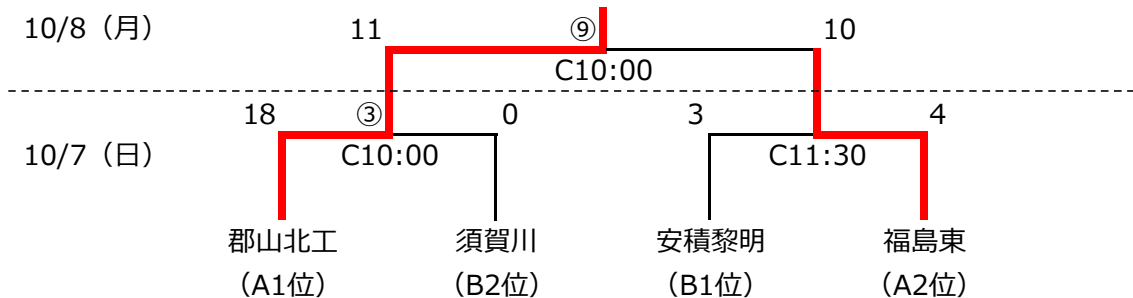 10/8（月） 11 ⑨ 10
C10:00
18 ③ 0 3 4
10/7（日） C10:00 C11:30
郡山北工 須賀川 安積黎明 福島東
（A1位） （B2位） （B1位） （A2位）